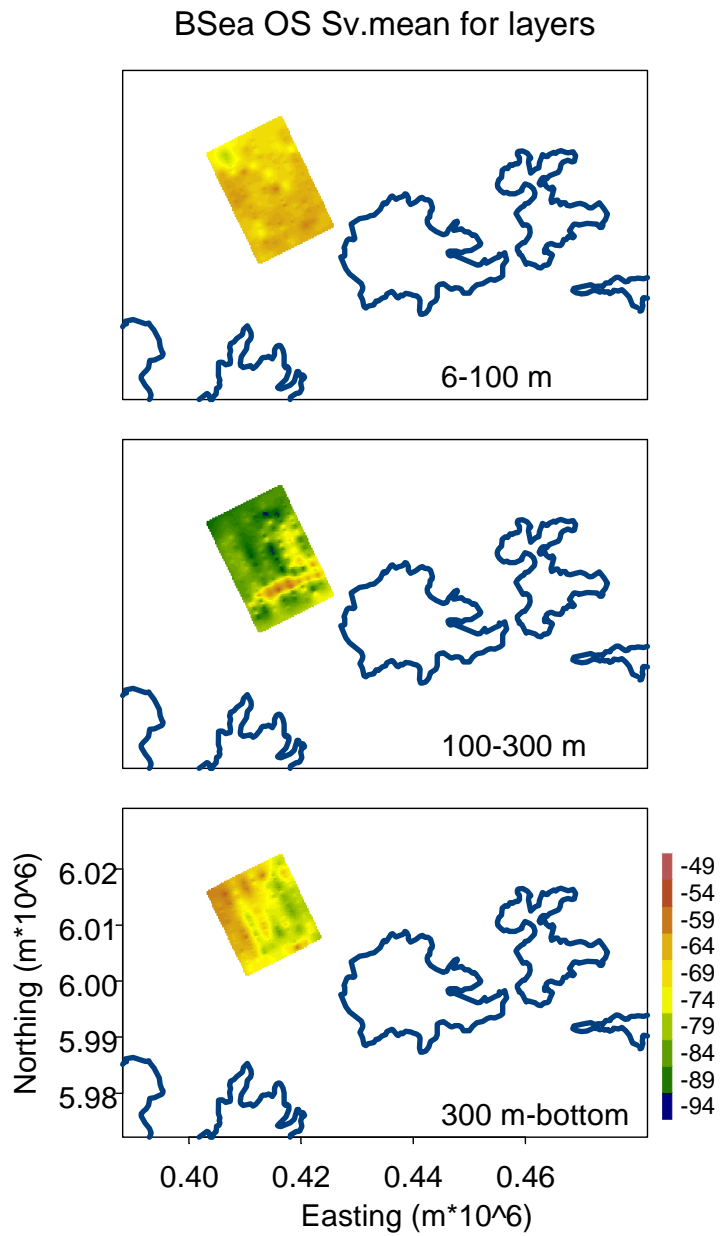 BSea OS Sv.mean for layers
6-100 m
100-300 m
300 m-bottom
Northing (m*10^6)
6.02
6.01
6.00
5.99
5.98
-49
-54
-59
-64
-69
-74
-79
-84
-89
-94
0.40 0.42 0.44 0.46
Easting (m*10^6)